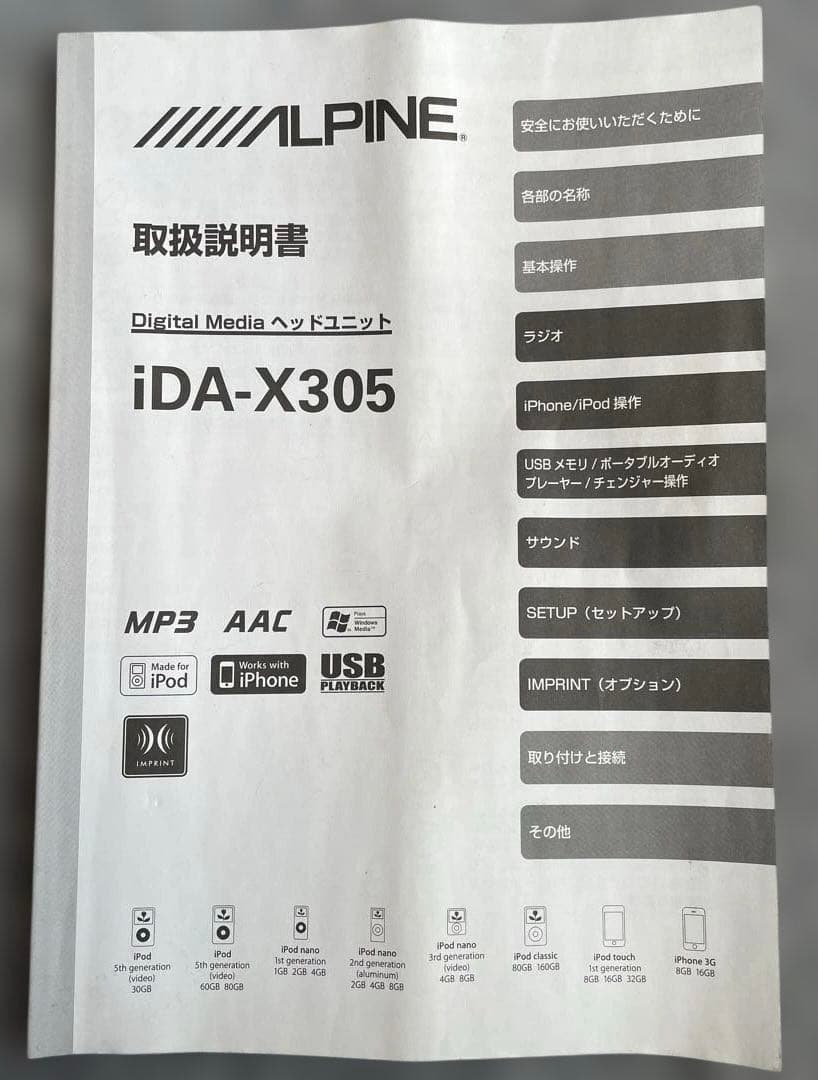 ALPINE®
取扱説明書
Digital Media ヘッドユニット
iDA-X305
MP3 AAC
Plays
Windows
Media™
Made for
iPod
Works with
iPhone
USB
PLAYBACK
IMPRINT
安全にお使いいただくために
各部の名称
基本操作
ラジオ
iPhone/iPod 操作
USB メモリ / ポータブルオーディオ
プレーヤー / チェンジャー操作
サウンド
SETUP（セットアップ）
IMPRINT（オプション）
取り付けと接続
その他
iPod
5th generation
(video)
30GB
iPod
5th generation
(video)
60GB 80GB
iPod nano
1st generation
1GB 2GB 4GB
iPod nano
2nd generation
(aluminum)
2GB 4GB 8GB
iPod nano
3rd generation
(video)
4GB 8GB
iPod classic
80GB 160GB
iPod touch
1st generation
8GB 16GB 32GB
iPhone 3G
8GB 16GB